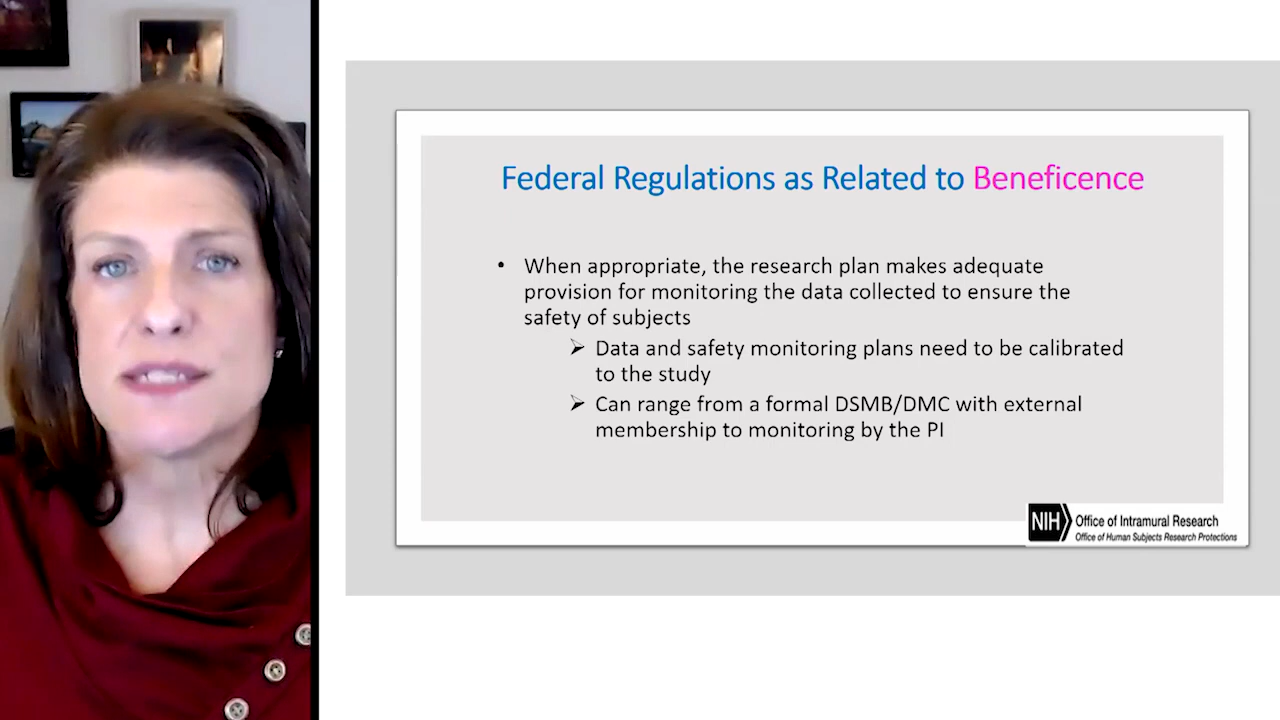 Federal Regulations as Related to Beneficence
• When appropriate, the research plan makes adequate
provision for monitoring the data collected to ensure the
safety of subjects
➢ Data and safety monitoring plans need to be calibrated
to the study
➢ Can range from a formal DSMB/DMC with external
membership to monitoring by the PI
NIH Office of Intramural Research
Office of Human Subjects Research Protections